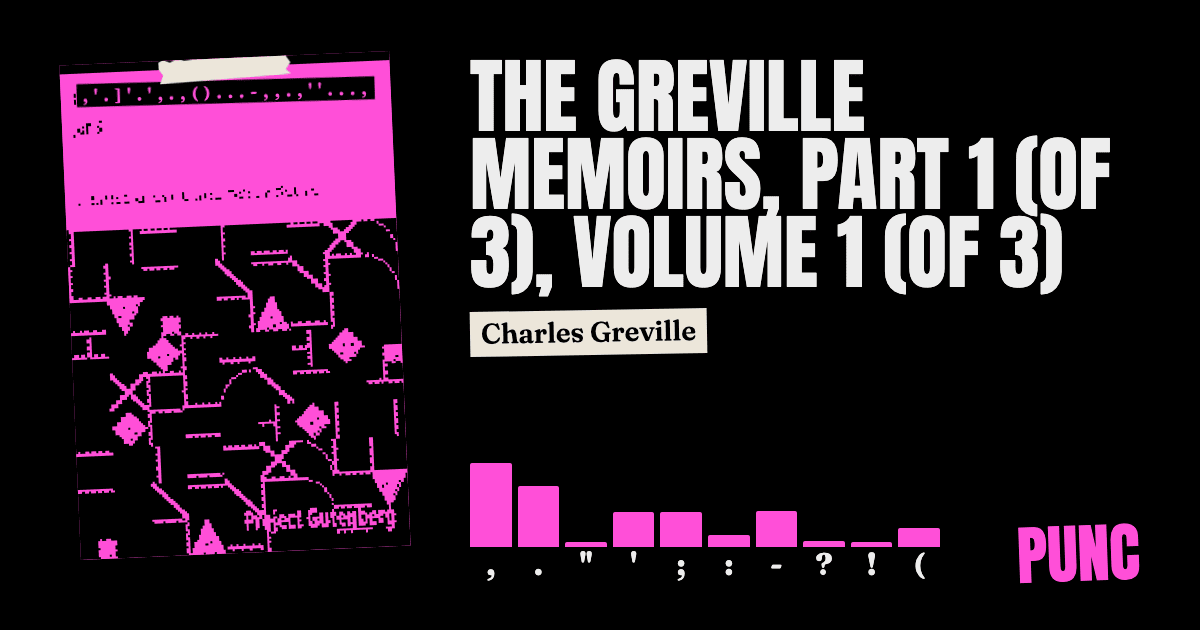 :,'.]'.',.,()...-,,.,''...,
Project Gutenberg
THE GREVILLE
MEMOIRS, PART 1 (OF
3), VOLUME 1 (OF 3)
Charles Greville
, . " ' ; : - ? ! (
PUNC